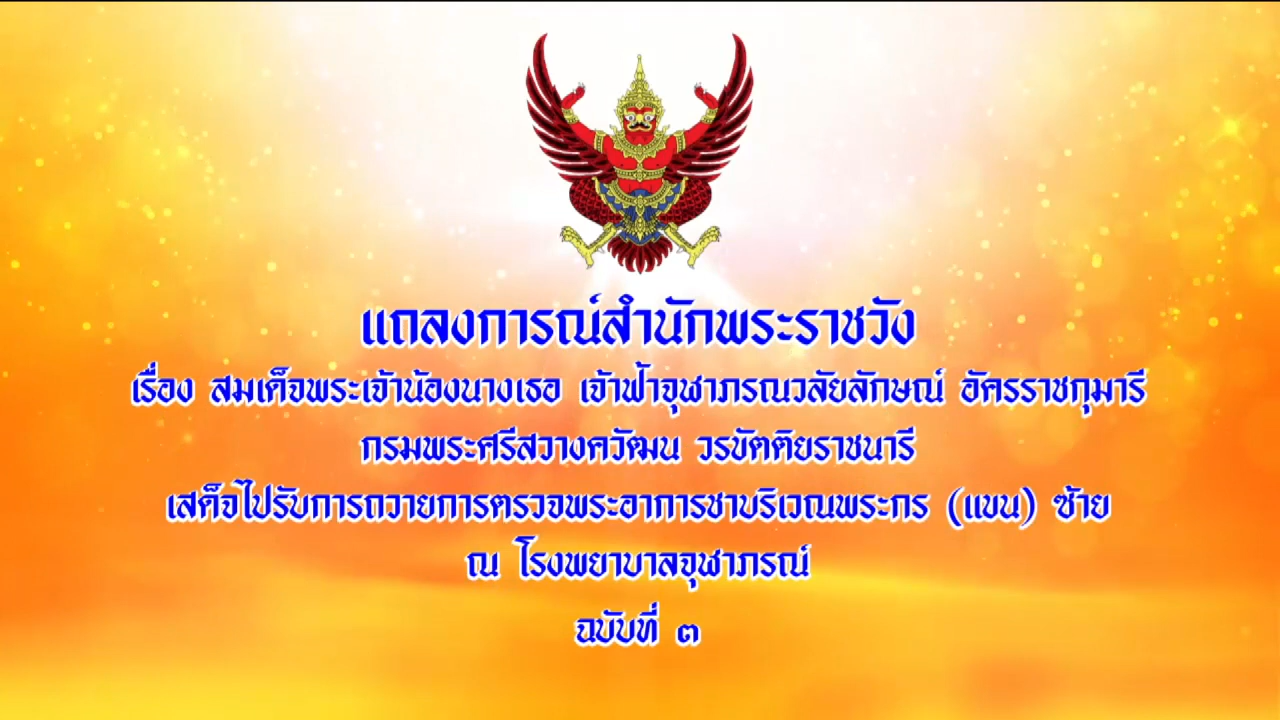 แถลงการณ์สำนักพระราชวัง
เรื่อง สมเด็จพระเจ้าน้องนางเธอ เจ้าฟ้าจุฬาภรณวลัยลักษณ์ อัครราชกุมารี
กรมพระศรีสวางควัฒน วรขัตติยราชนารี
เสด็จไปรับการถวายการตรวจพระอาการชาบริเวณพระกร (แขน) ซ้าย
ณ โรงพยาบาลจุฬาภรณ์
ฉบับที่ ๓